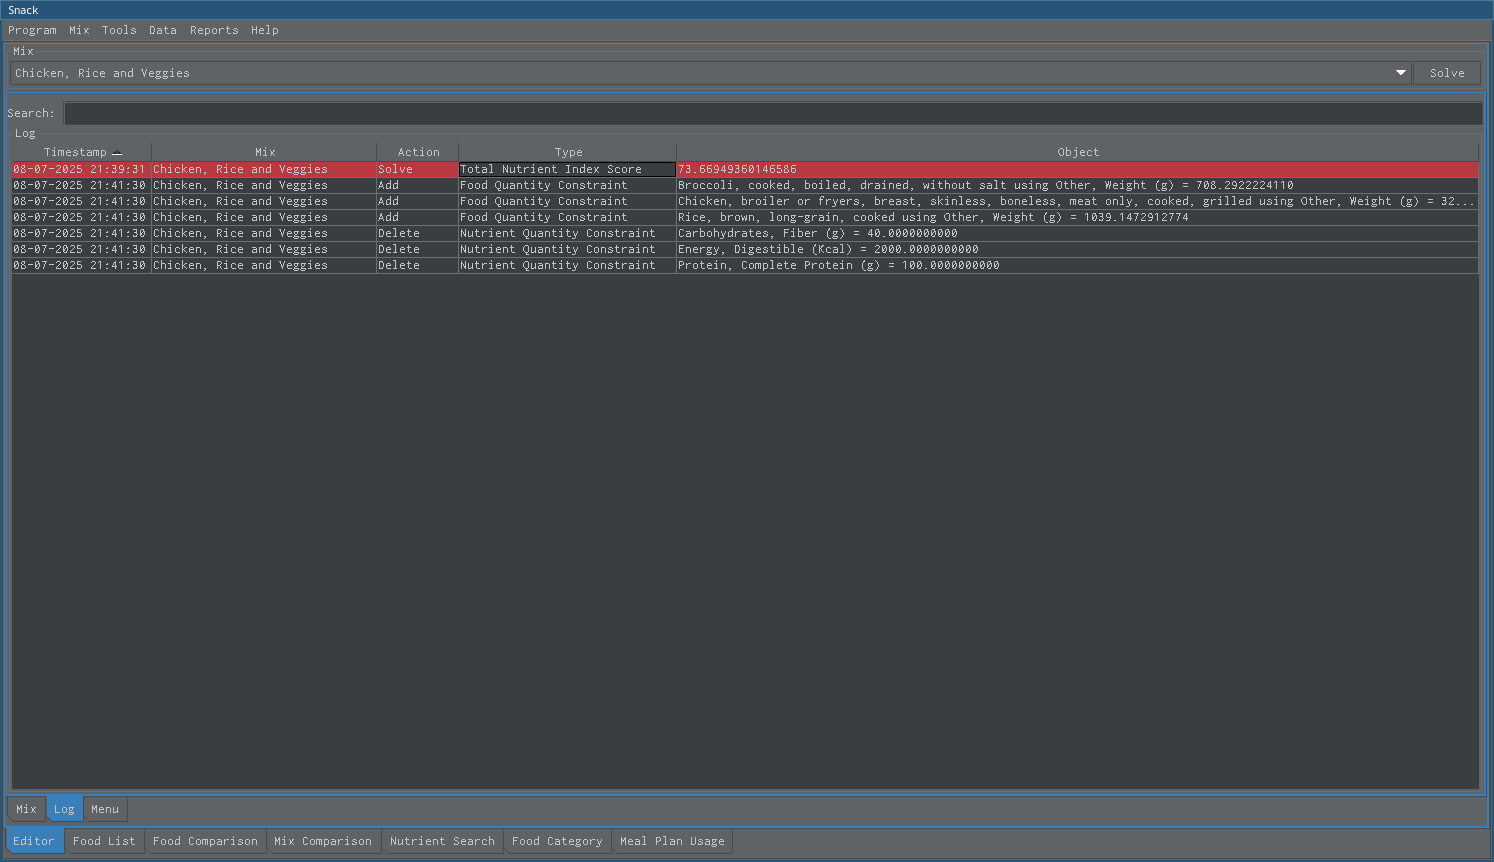 Snack
Program Mix Tools Data Reports Help
Mix
Chicken, Rice and Veggies Solve
Search:
Log
Timestamp Mix Action Type Object
08-07-2025 21:39:31 Chicken, Rice and Veggies Solve Total Nutrient Index Score 73.66949360146586
08-07-2025 21:41:30 Chicken, Rice and Veggies Add Food Quantity Constraint Broccoli, cooked, boiled, drained, without salt using Other, Weight (g) = 708.2922224110
08-07-2025 21:41:30 Chicken, Rice and Veggies Add Food Quantity Constraint Chicken, broiler or fryers, breast, skinless, boneless, meat only, cooked, grilled using Other, Weight (g) = 32...
08-07-2025 21:41:30 Chicken, Rice and Veggies Add Food Quantity Constraint Rice, brown, long-grain, cooked using Other, Weight (g) = 1039.1472912774
08-07-2025 21:41:30 Chicken, Rice and Veggies Delete Nutrient Quantity Constraint Carbohydrates, Fiber (g) = 40.0000000000
08-07-2025 21:41:30 Chicken, Rice and Veggies Delete Nutrient Quantity Constraint Energy, Digestible (Kcal) = 2000.0000000000
08-07-2025 21:41:30 Chicken, Rice and Veggies Delete Nutrient Quantity Constraint Protein, Complete Protein (g) = 100.0000000000
Mix Log Menu
Editor Food List Food Comparison Mix Comparison Nutrient Search Food Category Meal Plan Usage